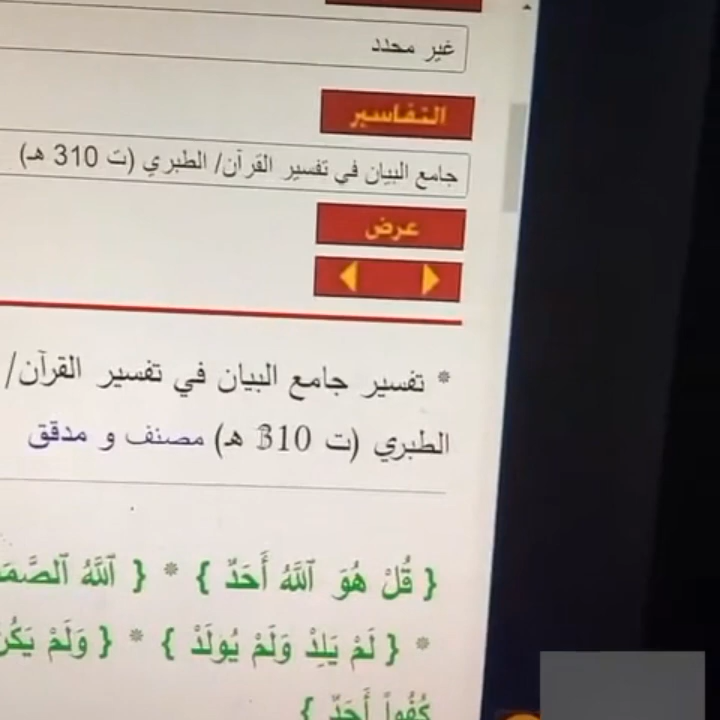 غير محدد
التفاسير
جامع البيان في تفسير القرآن/ الطبري (ت 310 هـ)
عرض
* تفسير جامع البيان في تفسير القرآن/
الطبري (ت 310 هـ) مصنف و مدقق
{ قُلْ هُوَ ٱللَّهُ أَحَدٌ } * { ٱللَّهُ
* { لَمْ يَلِدْ وَلَمْ يُولَدْ } * { وَلَمْ
كُفُواً أَحَدٌ }